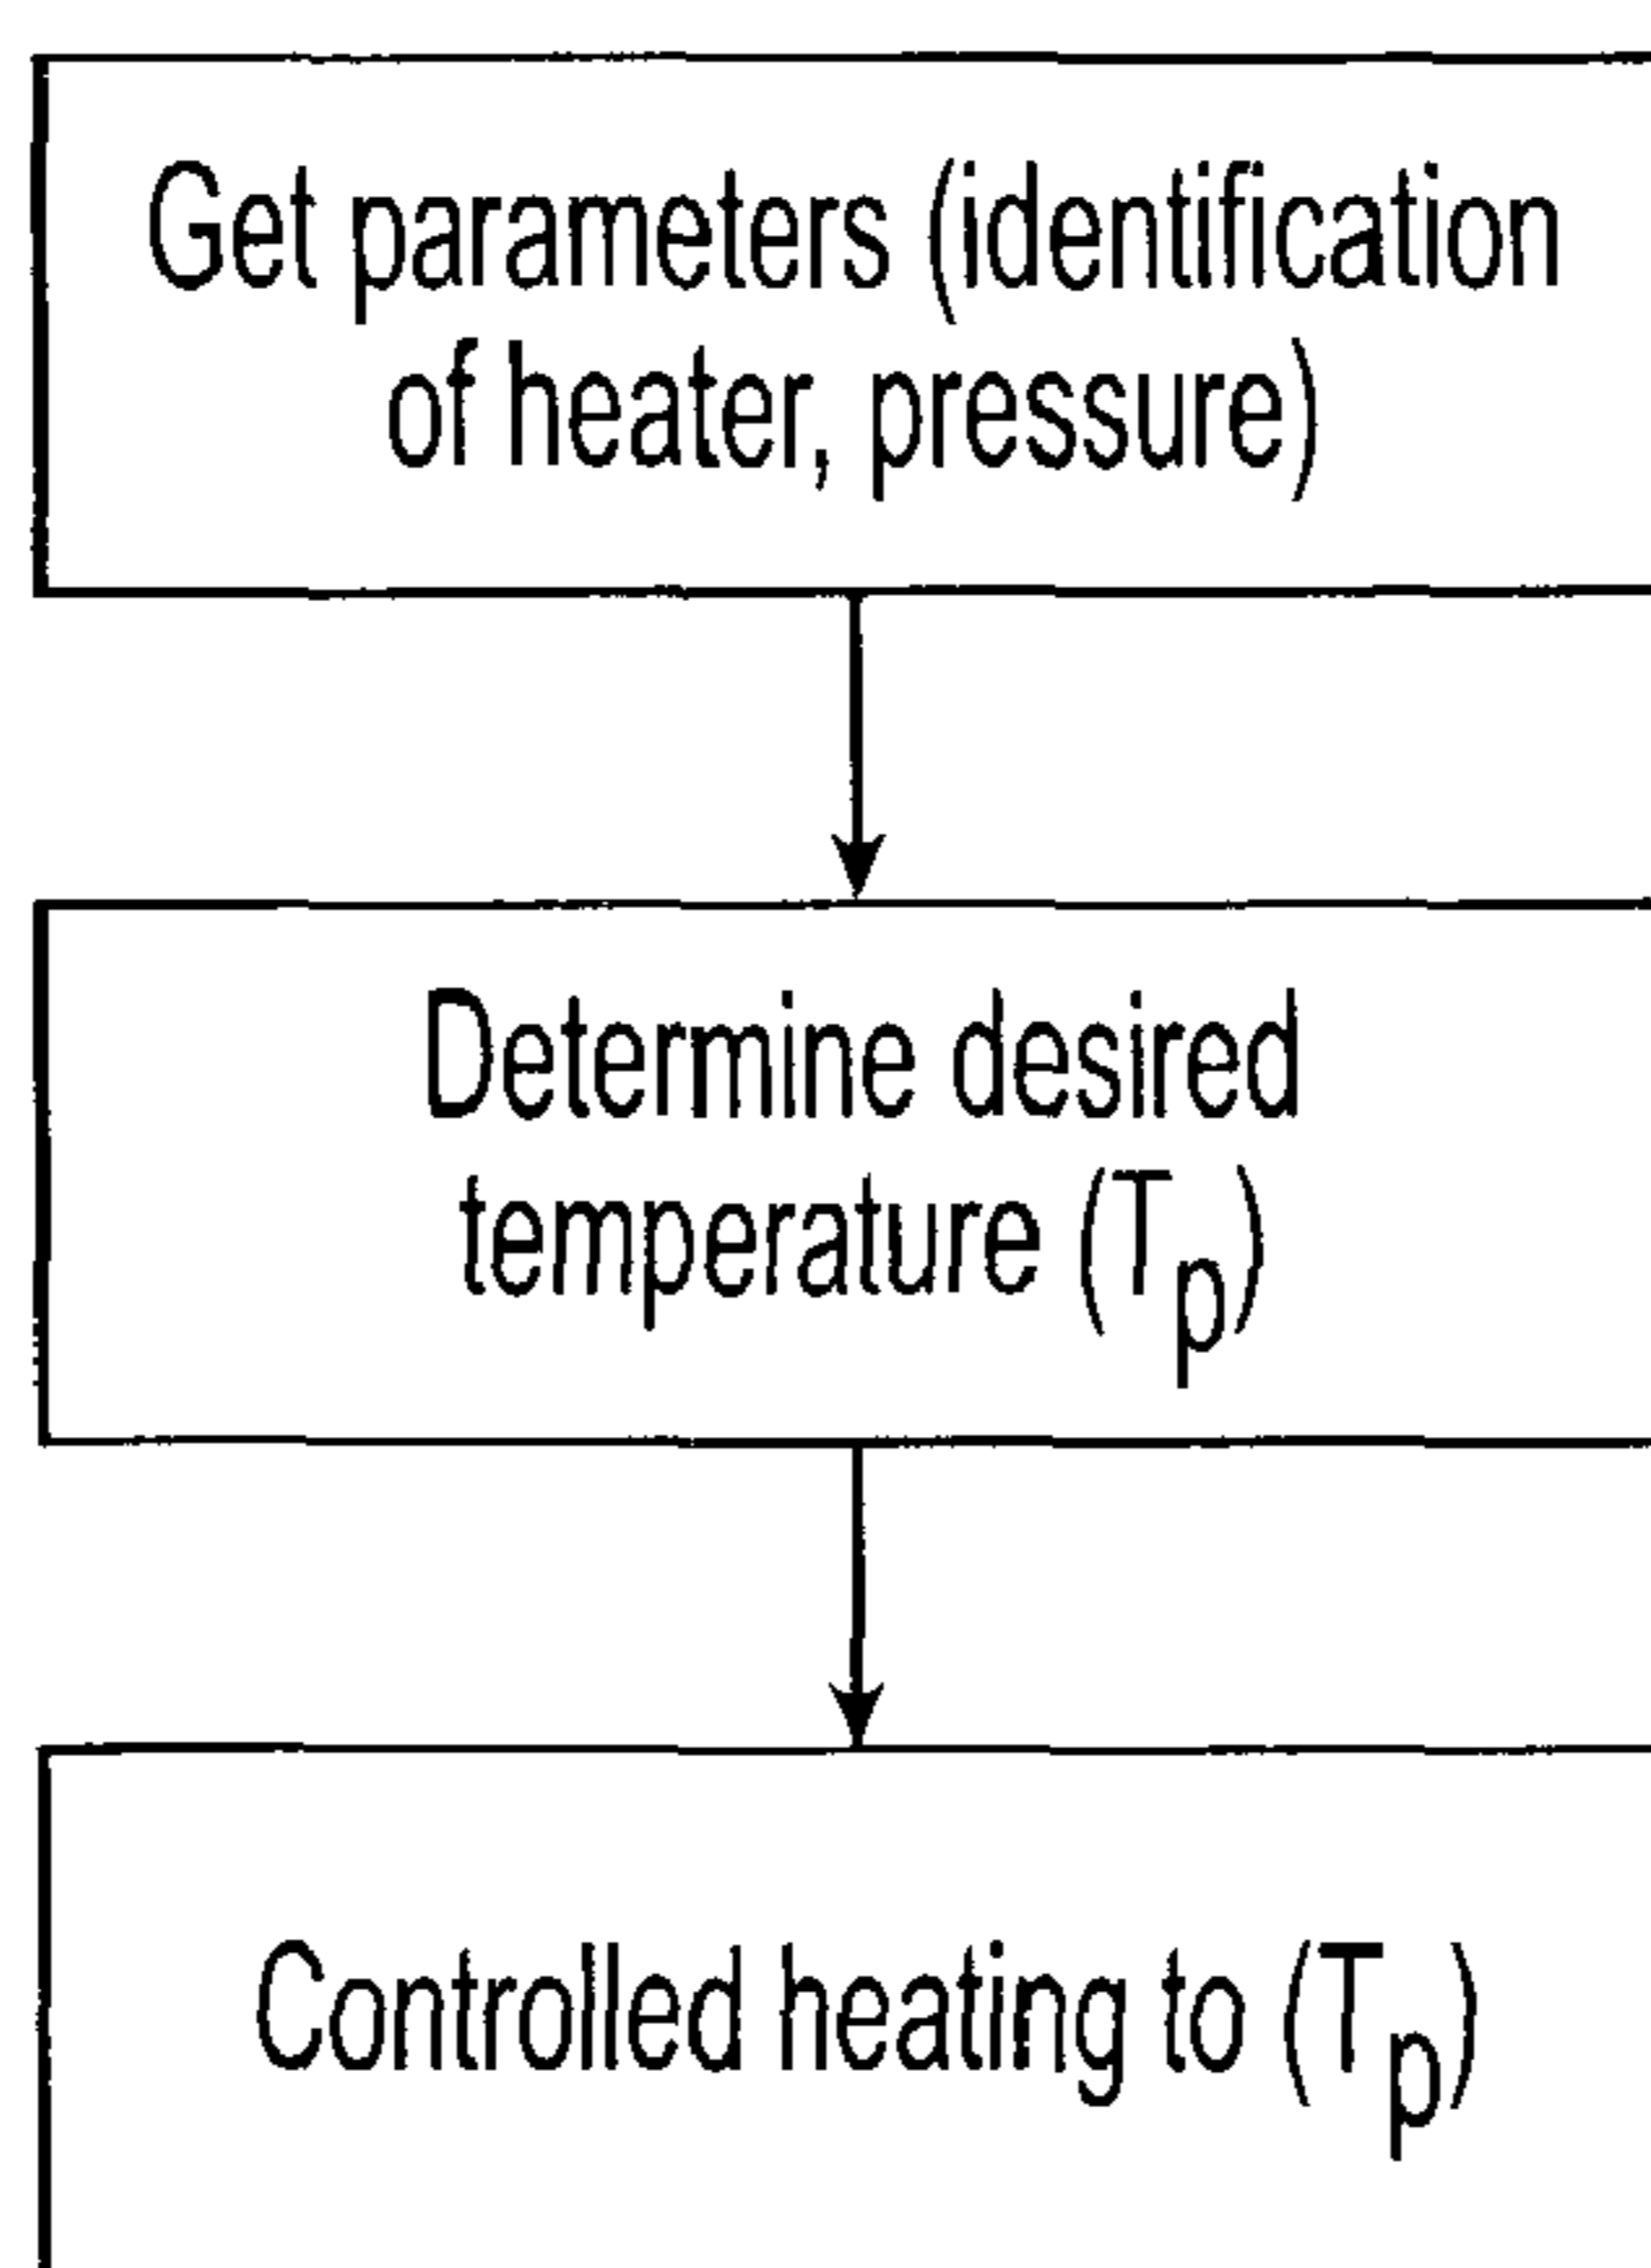 Get parameters (identification
of heater, pressure)
Determine desired
temperature (Tp)
Controlled heating to (Tp)